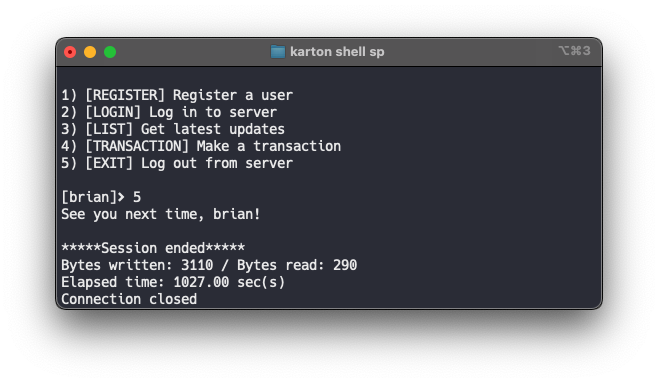 karton shell sp
⌥⌘3
1) [REGISTER] Register a user
2) [LOGIN] Log in to server
3) [LIST] Get latest updates
4) [TRANSACTION] Make a transaction
5) [EXIT] Log out from server
[brian]> 5
See you next time, brian!
*****Session ended*****
Bytes written: 3110 / Bytes read: 290
Elapsed time: 1027.00 sec(s)
Connection closed